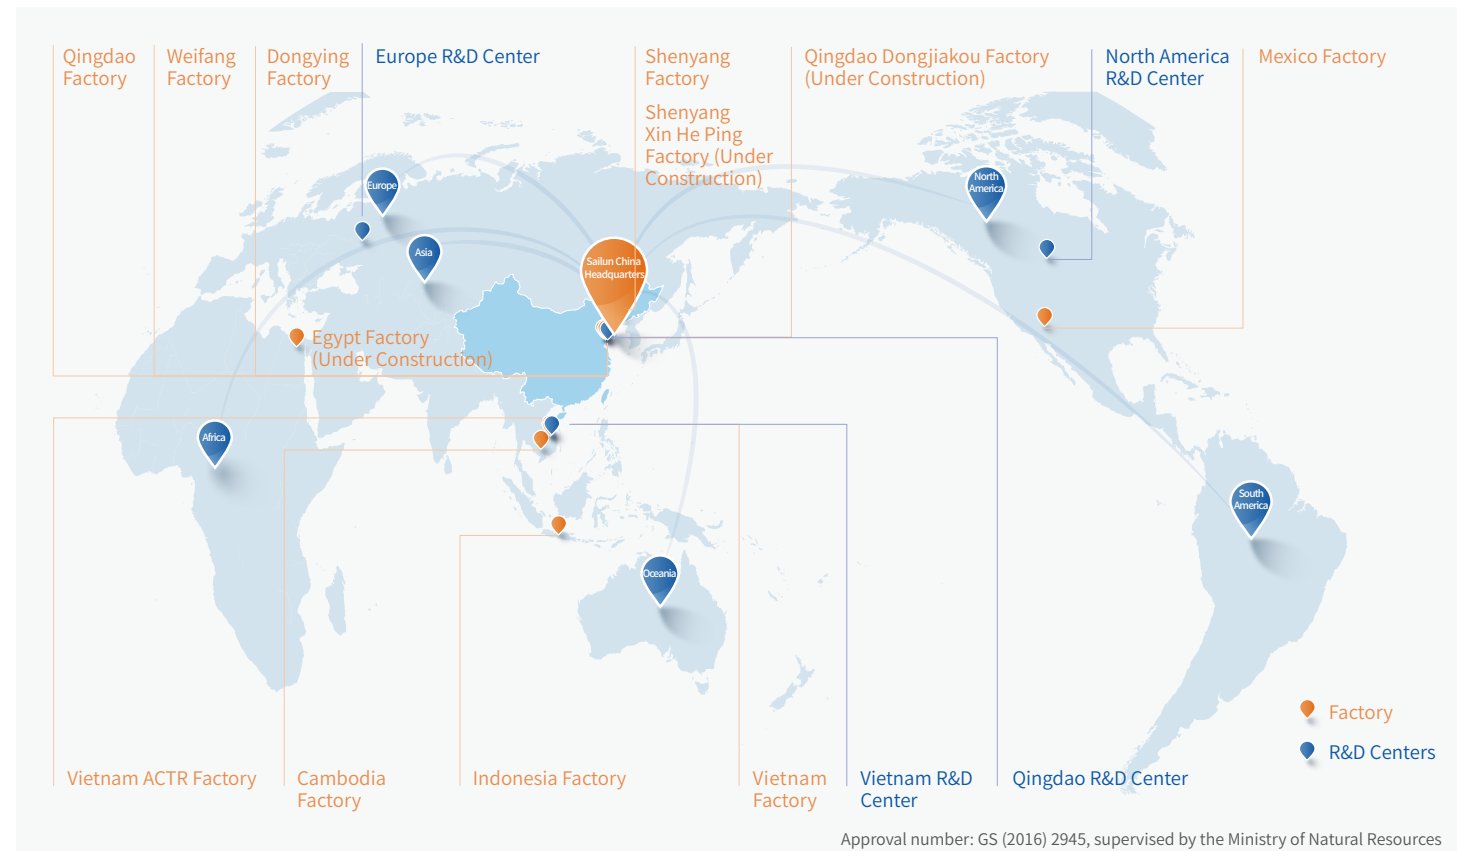 Qingdao
Factory
Weifang
Factory
Dongying
Factory
Europe R&D Center
Shenyang
Factory
Shenyang
Xin He Ping
Factory (Under
Construction)
Qingdao Dongjiakou Factory
(Under Construction)
North America
R&D Center
Mexico Factory
Europe
North
America
Asia
Sailun China
Headquarters
Egypt Factory
(Under Construction)
Africa
South
America
Oceania
Factory
R&D Centers
Vietnam ACTR Factory
Cambodia
Factory
Indonesia Factory
Vietnam
Factory
Vietnam R&D
Center
Qingdao R&D Center
Approval number: GS (2016) 2945, supervised by the Ministry of Natural Resources